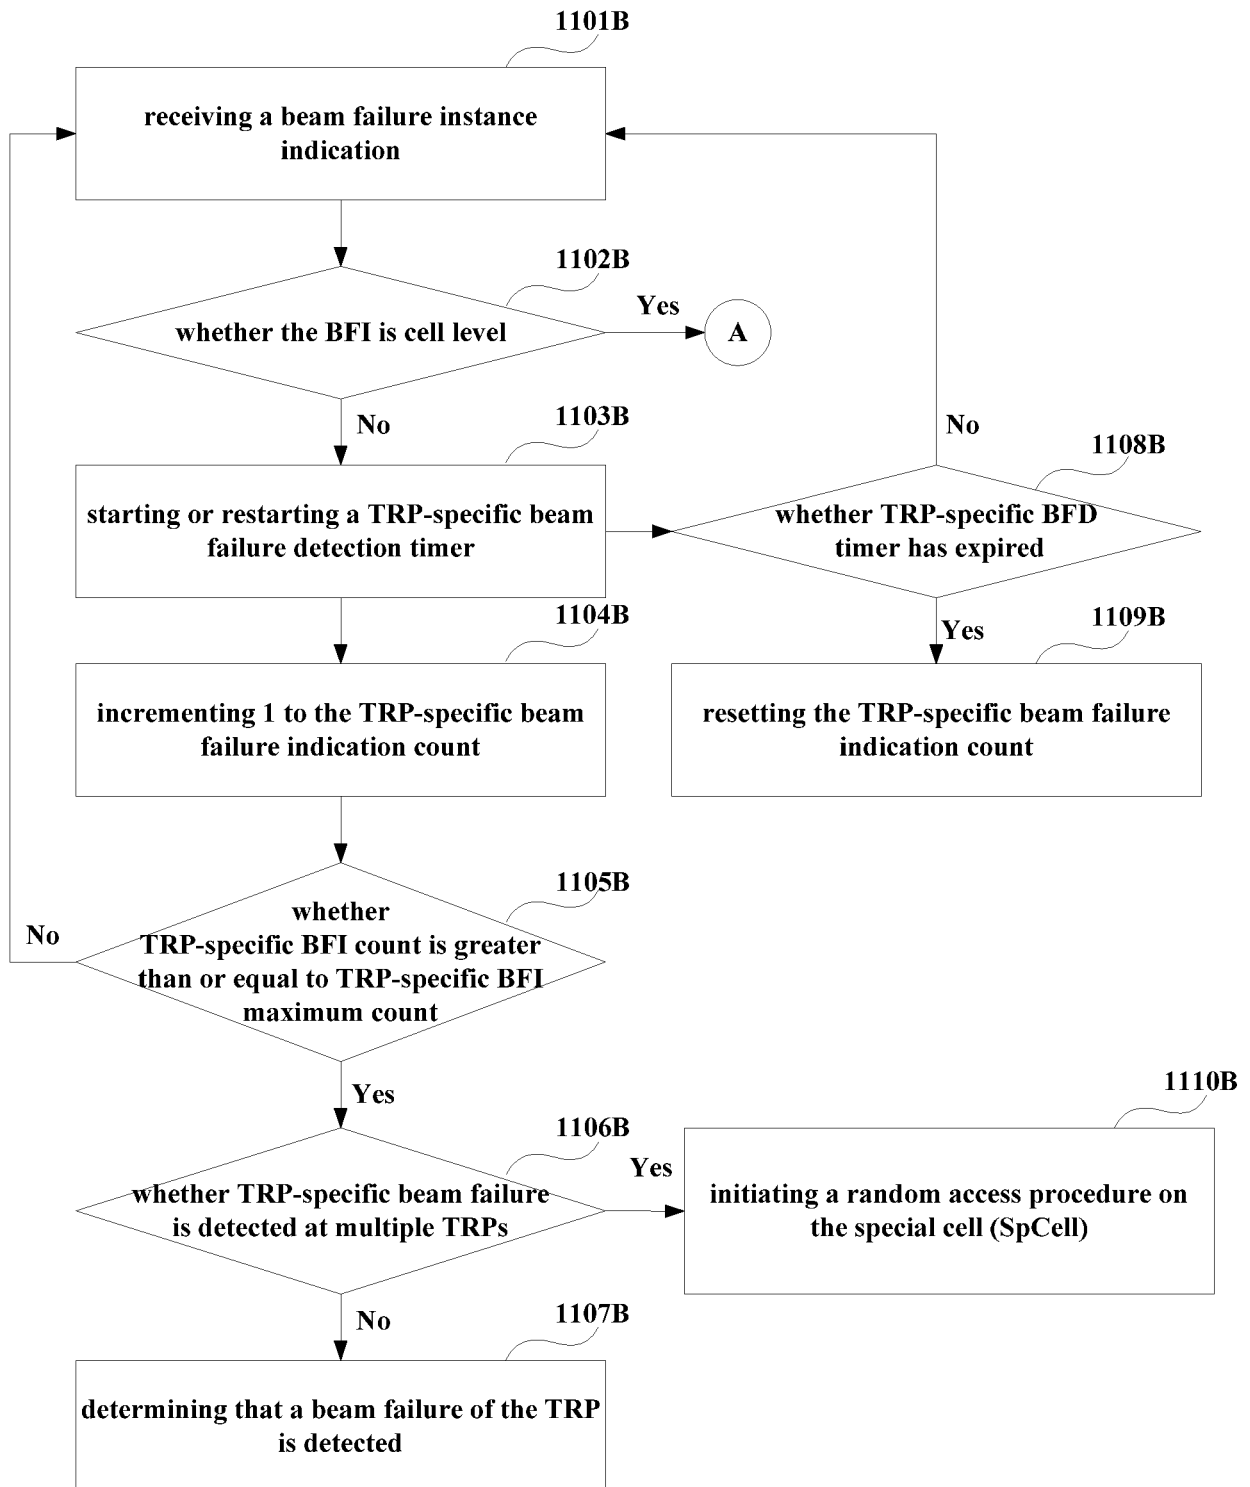 1101B
receiving a beam failure instance
indication
1102B
whether the BFI is cell level
Yes
A
No
1103B
starting or restarting a TRP-specific beam
failure detection timer
No
1108B
whether TRP-specific BFD
timer has expired
1104B
incrementing 1 to the TRP-specific beam
failure indication count
Yes
1109B
resetting the TRP-specific beam failure
indication count
1105B
whether
TRP-specific BFI count is greater
than or equal to TRP-specific BFI
maximum count
No
Yes
1106B
whether TRP-specific beam failure
is detected at multiple TRPs
Yes
1110B
initiating a random access procedure on
the special cell (SpCell)
No
1107B
determining that a beam failure of the TRP
is detected